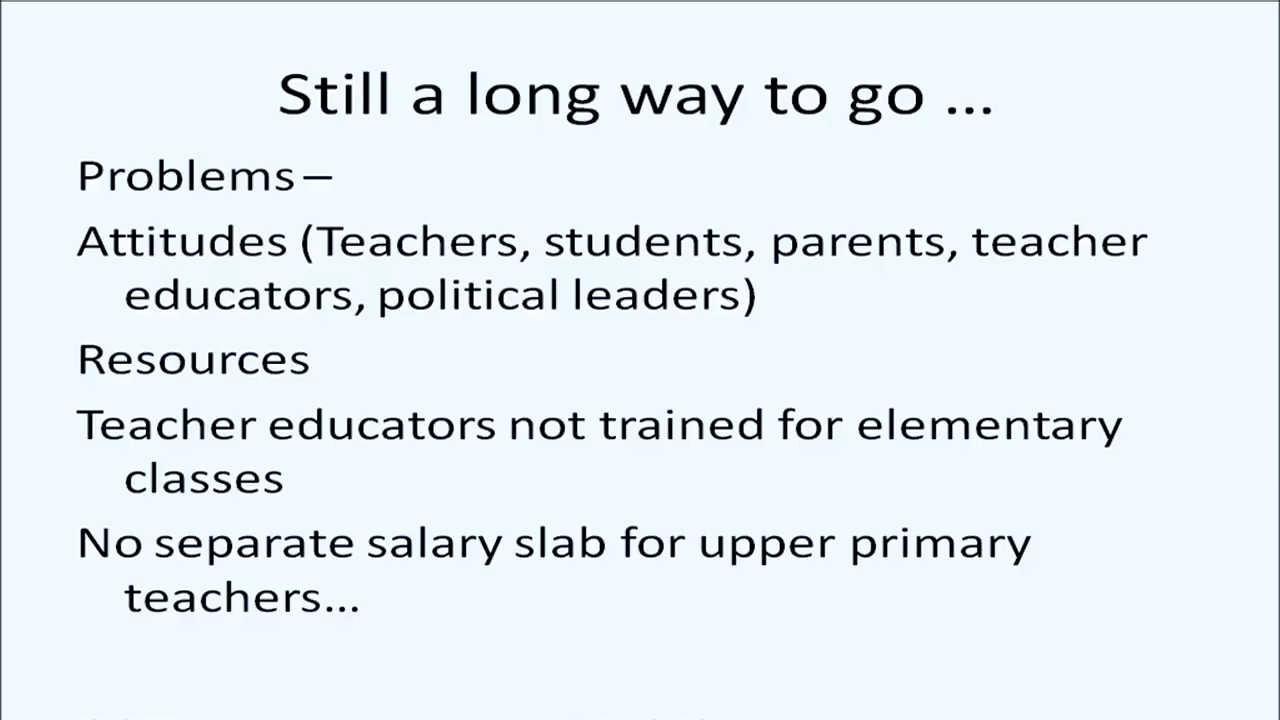 Still a long way to go ...
Problems –
Attitudes (Teachers, students, parents, teacher
educators, political leaders)
Resources
Teacher educators not trained for elementary
classes
No separate salary slab for upper primary
teachers...